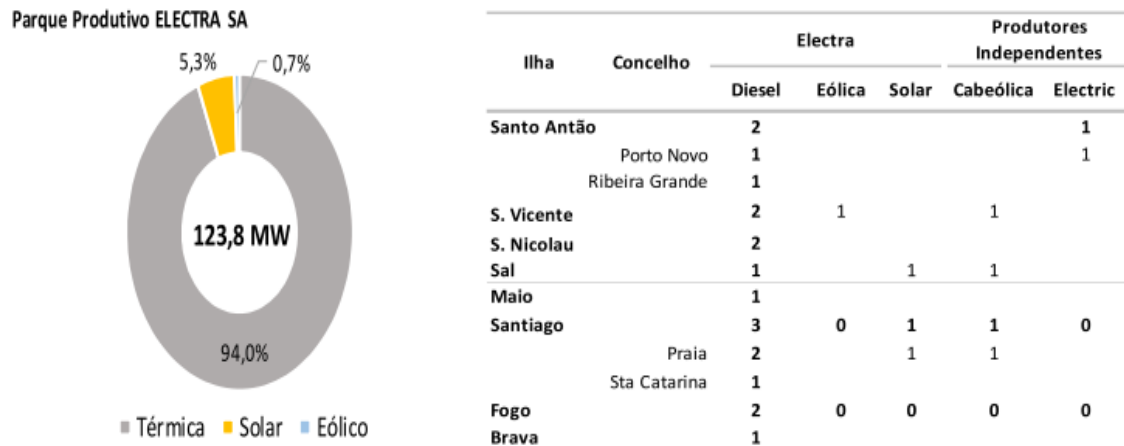 Parque Produtivo ELECTRA SA
5,3%
0,7%
123,8 MW
94,0%
Térmica Solar Eólico
Ilha Concelho Electra Produtores Independentes
Diesel Eólica Solar Cabeólica Electric
Santo Antão 2 1
Porto Novo 1 1
Ribeira Grande 1
S. Vicente 2 1 1
S. Nicolau 2
Sal 1 1 1
Maio 1
Santiago 3 0 1 1 0
Praia 2 1 1
Sta Catarina 1
Fogo 2 0 0 0 0
Brava 1